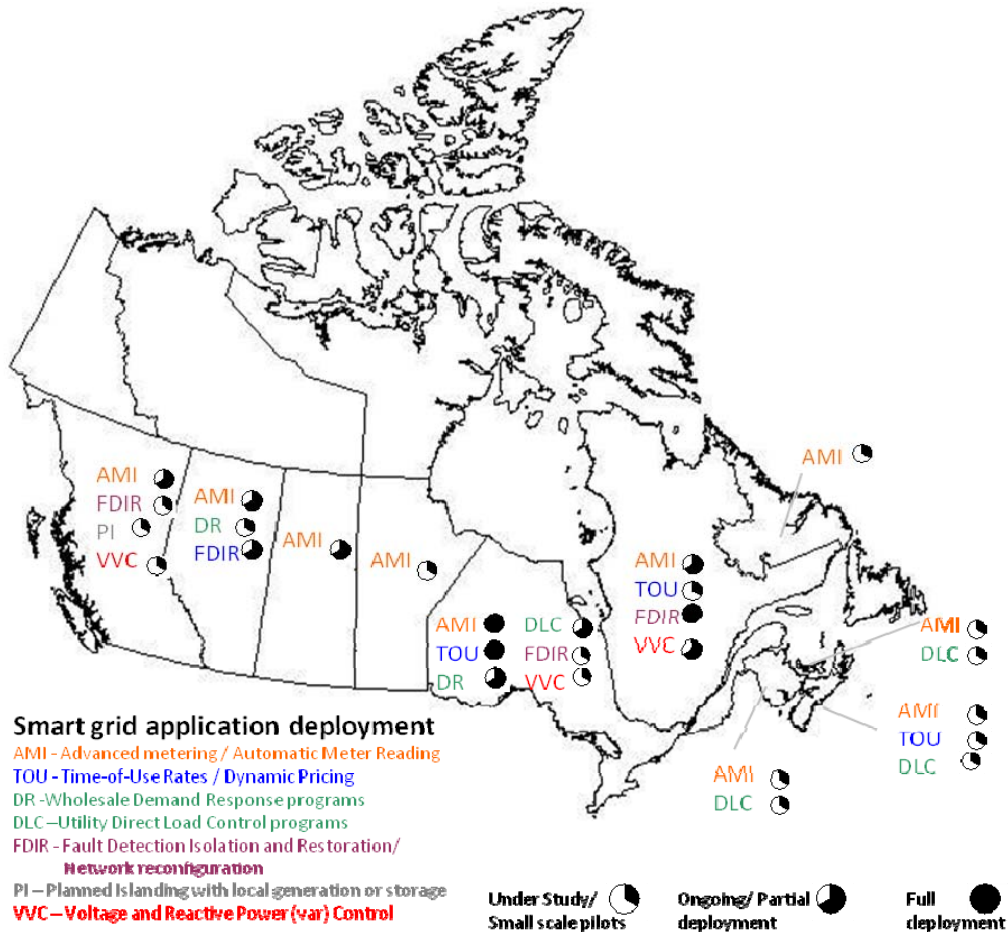 AMI
AMI
FDIR
PI
VVC
AMI
DR
FDIR
AMI
AMI
AMI
TOU
DR
DLC
FDIR
VVC
AMI
TOU
FDIR
VVC
AMI
DLC
AMI
TOU
DLC
AMI
DLC
Smart grid application deployment
AMI - Advanced metering / Automatic Meter Reading
TOU - Time-of-Use Rates / Dynamic Pricing
DR -Wholesale Demand Response programs
DLC – Utility Direct Load Control programs
FDIR - Fault Detection Isolation and Restoration/
Network reconfiguration
PI – Planned Islanding with local generation or storage
VVC – Voltage and Reactive Power (var) Control
Under Study/
Small scale pilots
Ongoing/ Partial
deployment
Full
deployment